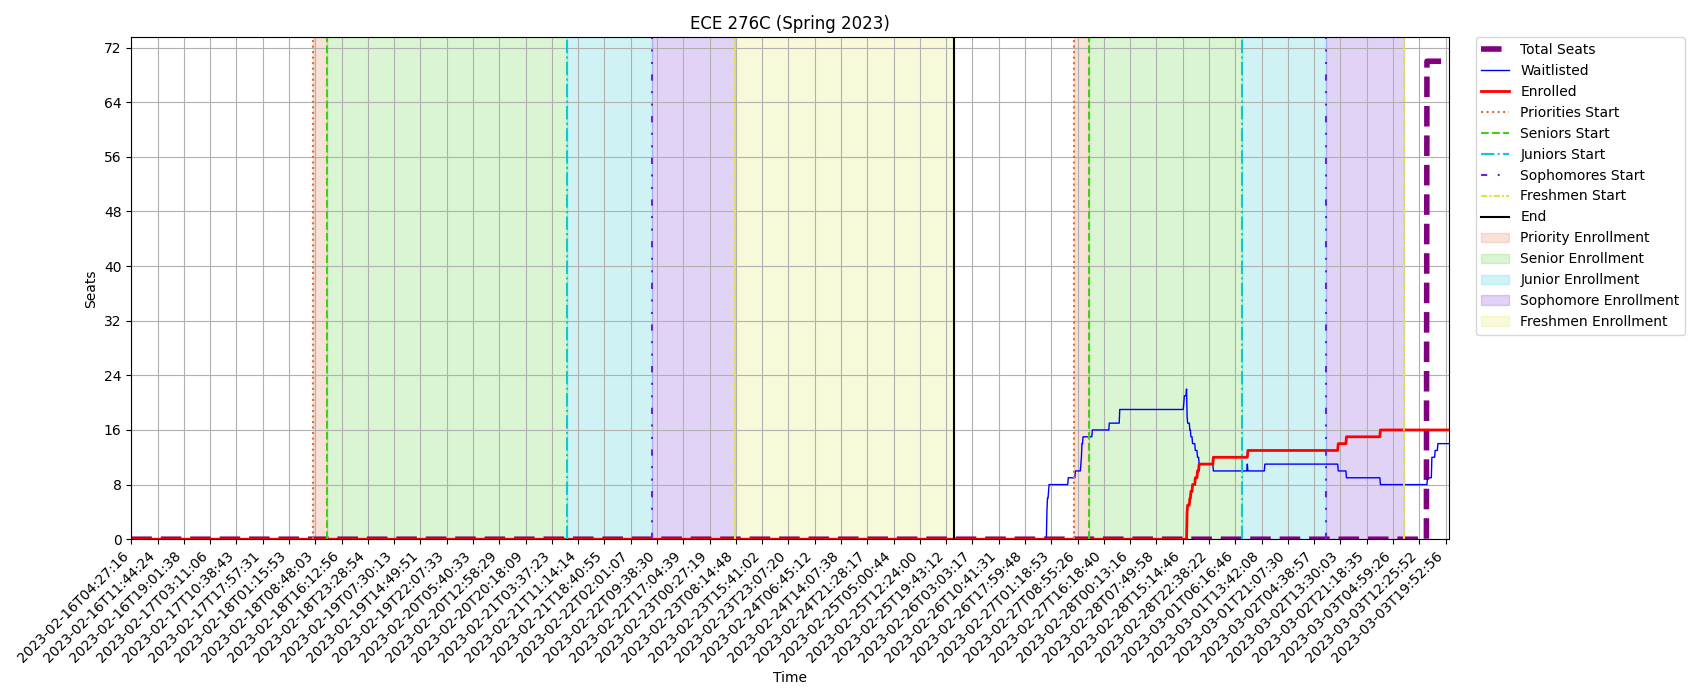 ECE 276C (Spring 2023)
72
64
56
48
40
32
24
16
8
0
Seats
2023-02-16T04:27:16
2023-02-16T11:44:24
2023-02-16T19:01:38
2023-02-17T03:11:06
2023-02-17T10:38:43
2023-02-17T17:57:31
2023-02-18T01:15:53
2023-02-18T08:48:03
2023-02-18T16:12:56
2023-02-18T23:28:54
2023-02-19T07:30:13
2023-02-19T14:49:51
2023-02-19T22:07:33
2023-02-20T05:40:33
2023-02-20T12:58:29
2023-02-20T20:18:09
2023-02-21T03:37:23
2023-02-21T11:14:14
2023-02-21T18:40:55
2023-02-22T02:01:07
2023-02-22T09:38:30
2023-02-22T17:04:39
2023-02-23T00:27:19
2023-02-23T08:14:48
2023-02-23T15:41:02
2023-02-23T23:07:20
2023-02-24T06:45:12
2023-02-24T14:07:38
2023-02-24T21:28:17
2023-02-25T05:00:44
2023-02-25T12:24:00
2023-02-25T19:43:12
2023-02-26T03:03:17
2023-02-26T10:41:31
2023-02-26T17:59:48
2023-02-27T01:18:53
2023-02-27T08:55:26
2023-02-27T16:18:40
2023-02-28T00:13:16
2023-02-28T07:49:58
2023-02-28T15:14:46
2023-02-28T22:38:22
2023-03-01T06:16:46
2023-03-01T13:42:08
2023-03-01T21:07:30
2023-03-02T04:38:57
2023-03-02T13:30:03
2023-03-02T21:18:35
2023-03-03T04:59:26
2023-03-03T12:25:52
2023-03-03T19:52:56
Time
Total Seats
Waitlisted
Enrolled
Priorities Start
Seniors Start
Juniors Start
Sophomores Start
Freshmen Start
End
Priority Enrollment
Senior Enrollment
Junior Enrollment
Sophomore Enrollment
Freshmen Enrollment